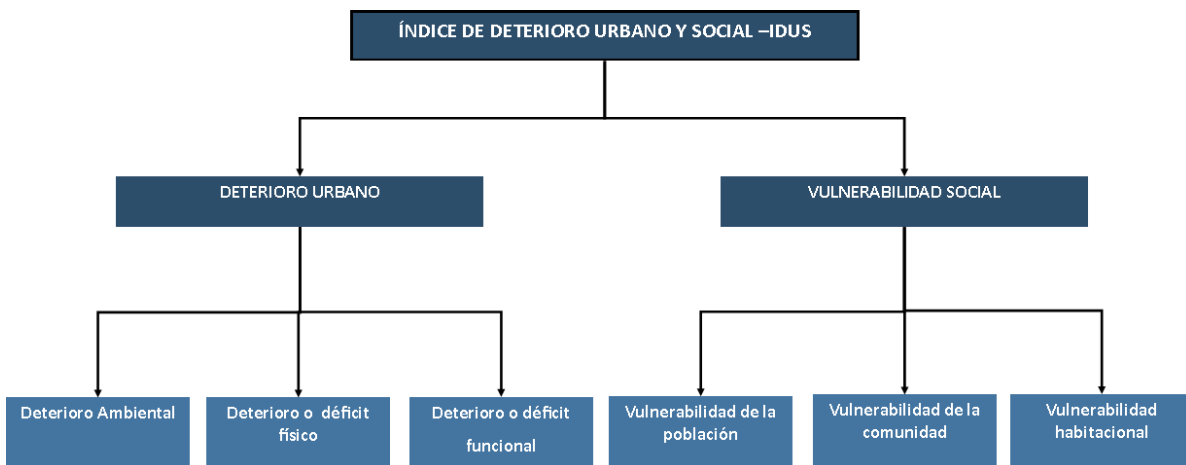 ÍNDICE DE DETERIORO URBANO Y SOCIAL –IDUS
DETERIORO URBANO
VULNERABILIDAD SOCIAL
Deterioro Ambiental
Deterioro o déficit
físico
Deterioro o déficit
funcional
Vulnerabilidad de la
población
Vulnerabilidad de la
comunidad
Vulnerabilidad
habitacional